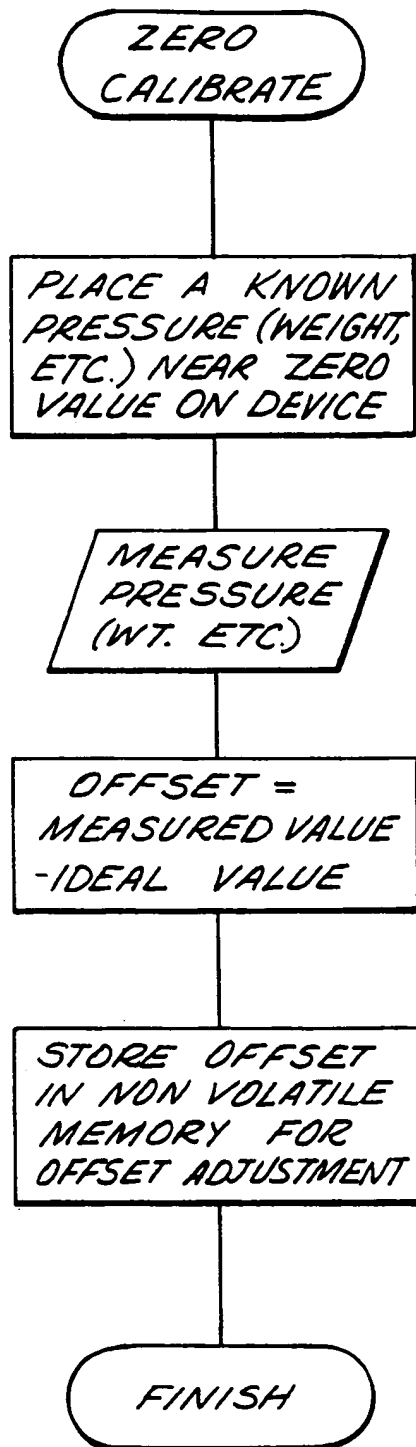 ZERO
CALIBRATE
PLACE A KNOWN
PRESSURE (WEIGHT,
ETC.) NEAR ZERO
VALUE ON DEVICE
MEASURE
PRESSURE
(WT. ETC.)
OFFSET =
MEASURED VALUE
-IDEAL VALUE
STORE OFFSET
IN NON VOLATILE
MEMORY FOR
OFFSET ADJUSTMENT
FINISH